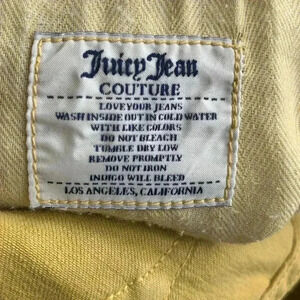 Juicy Jean
COUTURE
LOVE YOUR JEANS
WASH INSIDE OUT IN COLD WATER
WITH LIKE COLORS
DO NOT BLEACH
TUMBLE DRY LOW
REMOVE PROMPTLY
DO NOT IRON
INDIGO WILL BLEED
LOS ANGELES, CALIFORNIA